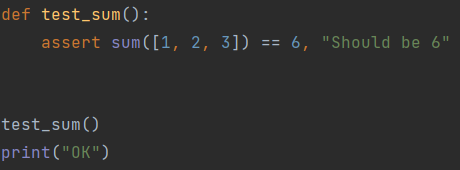 def test_sum():
    assert sum([1, 2, 3]) == 6, "Should be 6"
test_sum()
print("OK")